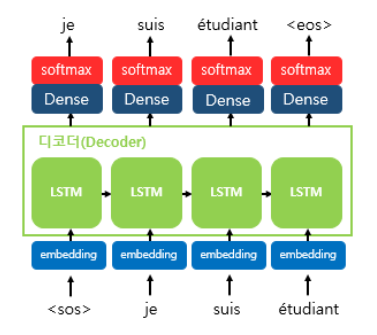 je suis étudiant <eos>
softmax softmax softmax softmax
Dense Dense Dense Dense
디코더(Decoder)
LSTM LSTM LSTM LSTM
embedding embedding embedding embedding
<sos> je suis étudiant